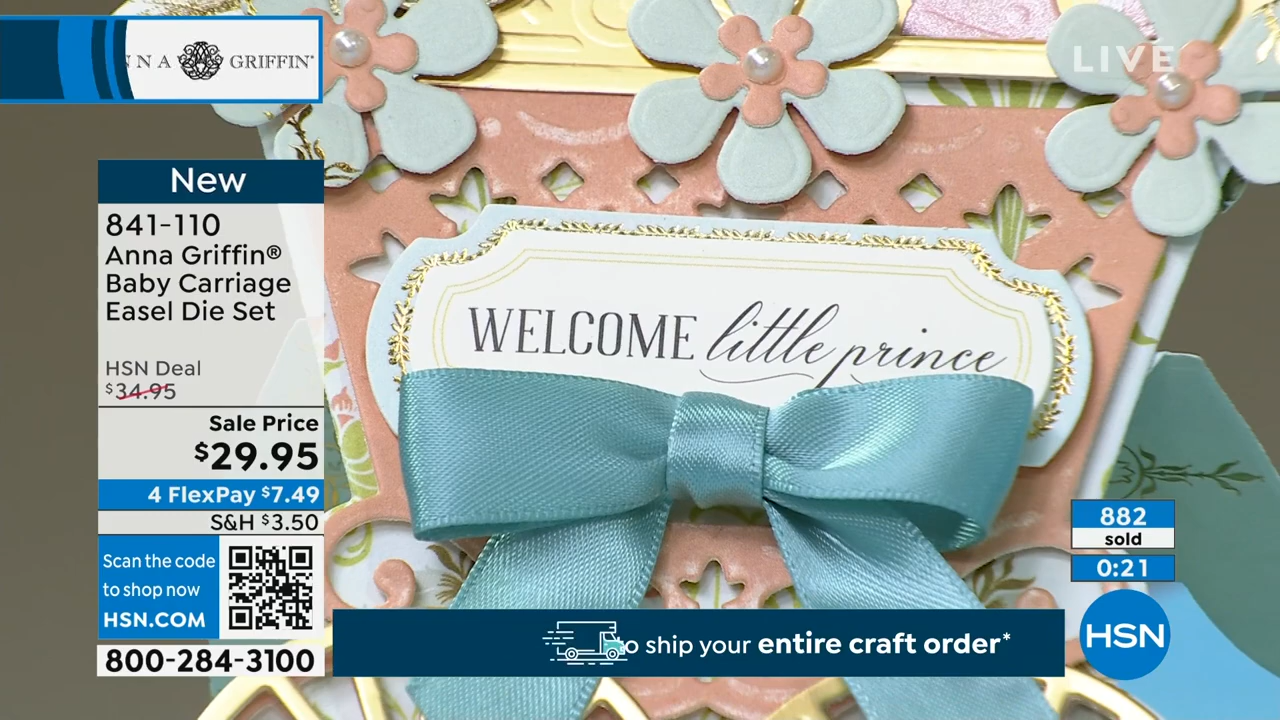 NNA GRIFFIN®
LIVE
New
841-110
Anna Griffin®
Baby Carriage
Easel Die Set
HSN Deal
$34.95
Sale Price
$29.95
4 FlexPay $7.49
S&H $3.50
Scan the code
to shop now
HSN.COM
800-284-3100
WELCOME little prince
882
sold
0:21
HSN
ship your entire craft order*